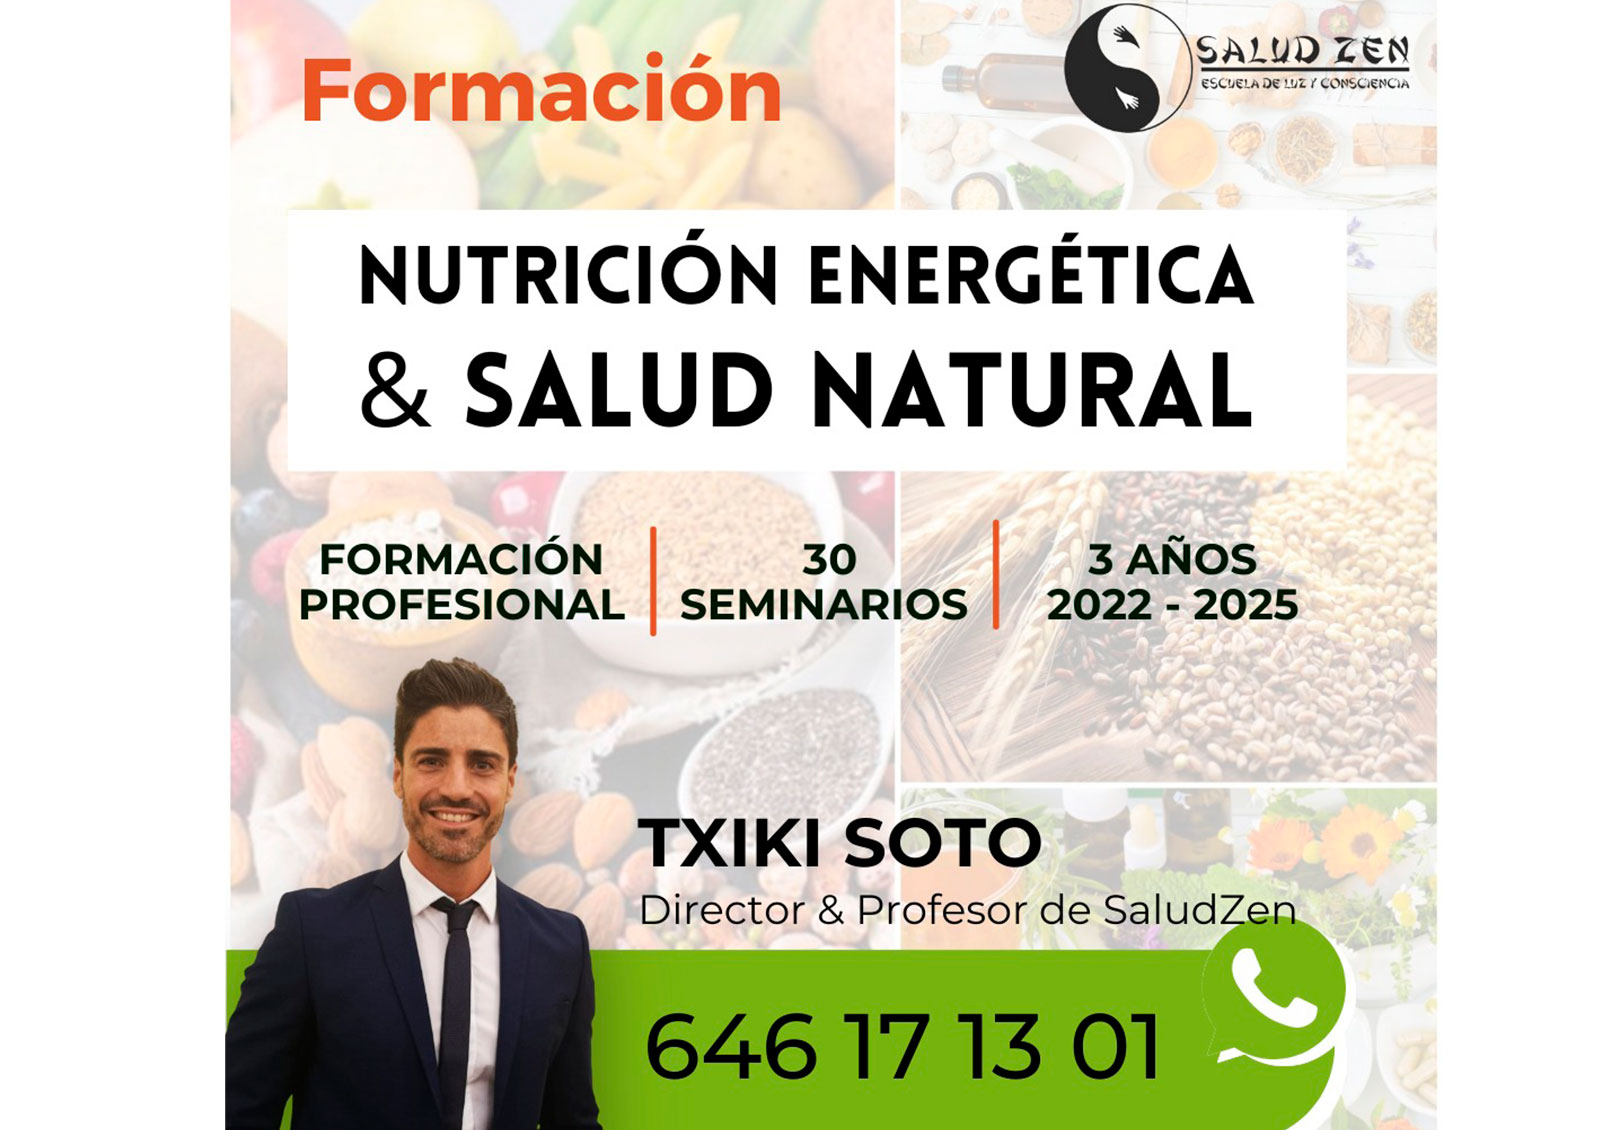 Formación
SALUD ZEN
ESCUELA DE LUZ Y CONSCIENCIA
NUTRICIÓN ENERGÉTICA
& SALUD NATURAL
FORMACIÓN
PROFESIONAL
30
SEMINARIOS
3 AÑOS
2022 - 2025
TXIKI SOTO
Director & Profesor de SaludZen
646 17 13 01